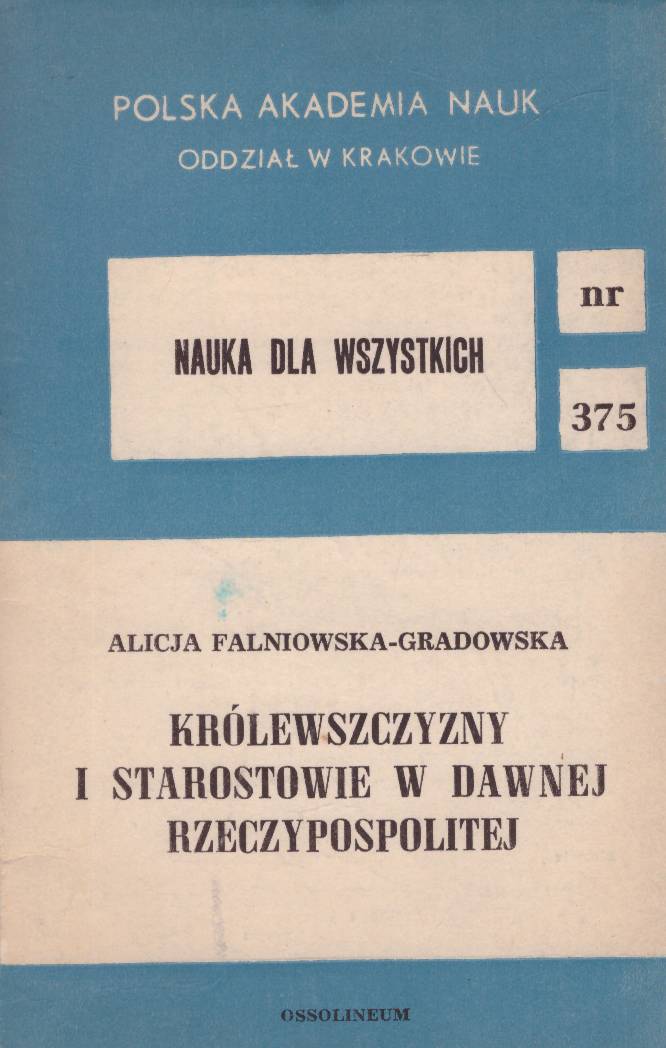 POLSKA AKADEMIA NAUK
ODDZIAŁ W KRAKOWIE
NAUKA DLA WSZYSTKICH
nr
375
ALICJA FALNIOWSKA-GRADOWSKA
KRÓLEWSZCZYZNY
I STAROSTOWIE W DAWNEJ
RZECZYPOSPOLITEJ
OSSOLINEUM